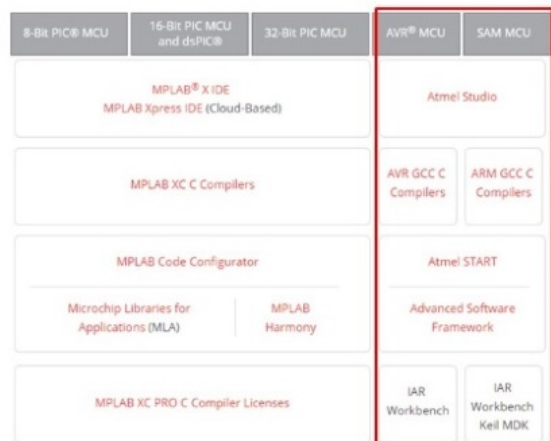 8-Bit PIC® MCU
16-Bit PIC MCU
and dsPIC®
32-Bit PIC MCU
AVR® MCU
SAM MCU
MPLAB® X IDE
MPLAB Xpress IDE (Cloud-Based)
Atmel Studio
MPLAB XC C Compilers
AVR GCC C
Compilers
ARM GCC C
Compilers
MPLAB Code Configurator
Atmel START
Microchip Libraries for
Applications (MLA)
MPLAB
Harmony
Advanced Software
Framework
MPLAB XC PRO C Compiler Licenses
IAR
Workbench
IAR
Workbench
Keil MDK